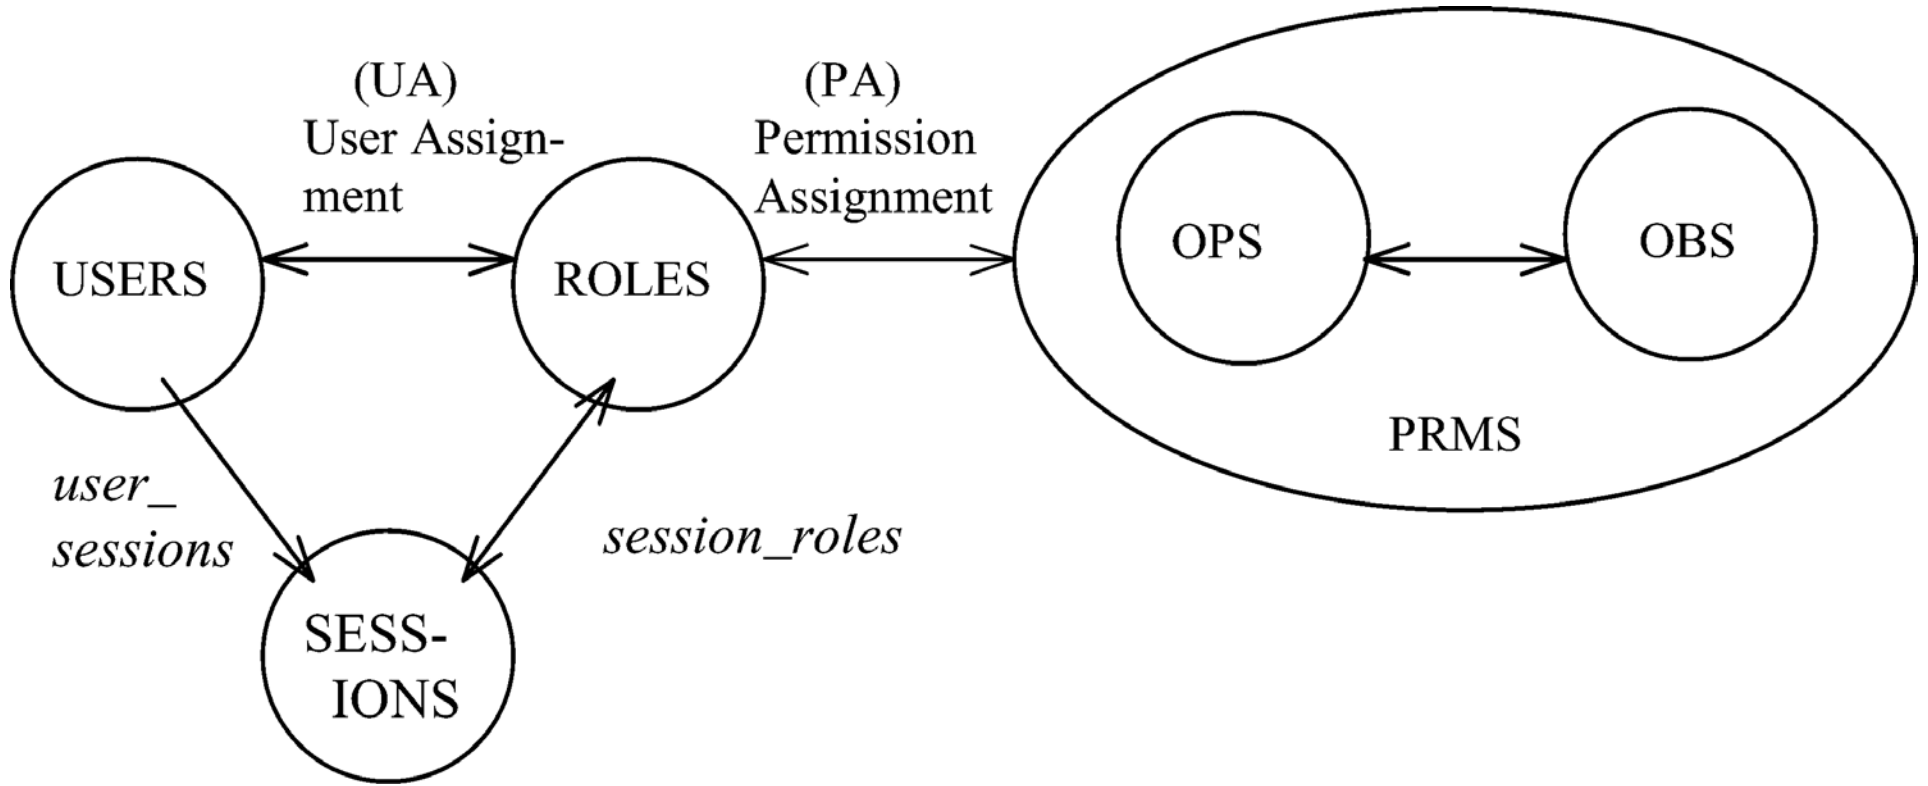 (UA)
User Assign-
ment
(PA)
Permission
Assignment
USERS
ROLES
OPS
OBS
PRMS
user_
sessions
session_roles
SESS-
IONS